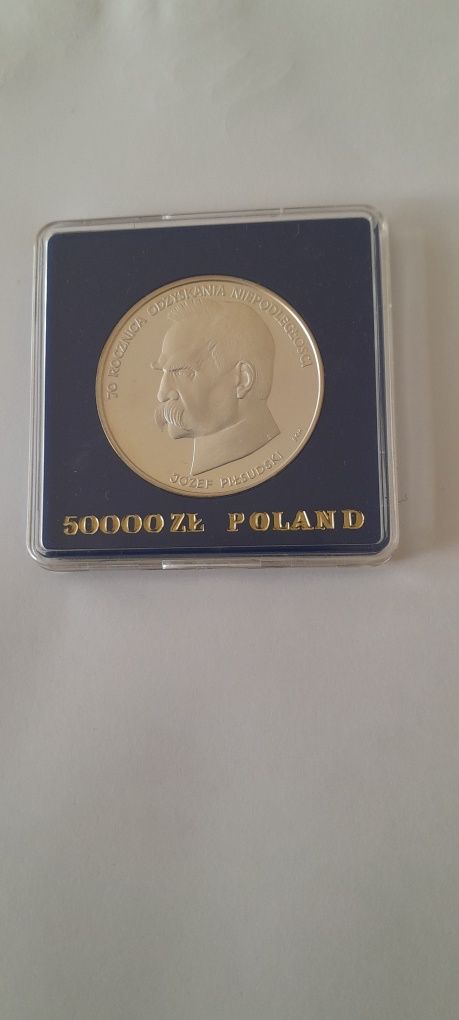 70 ROCZNICA ODZYSKANIA NIEPODLEGŁOŚCI
JÓZEF PIŁSUDSKI
50000 ZŁ POLAND